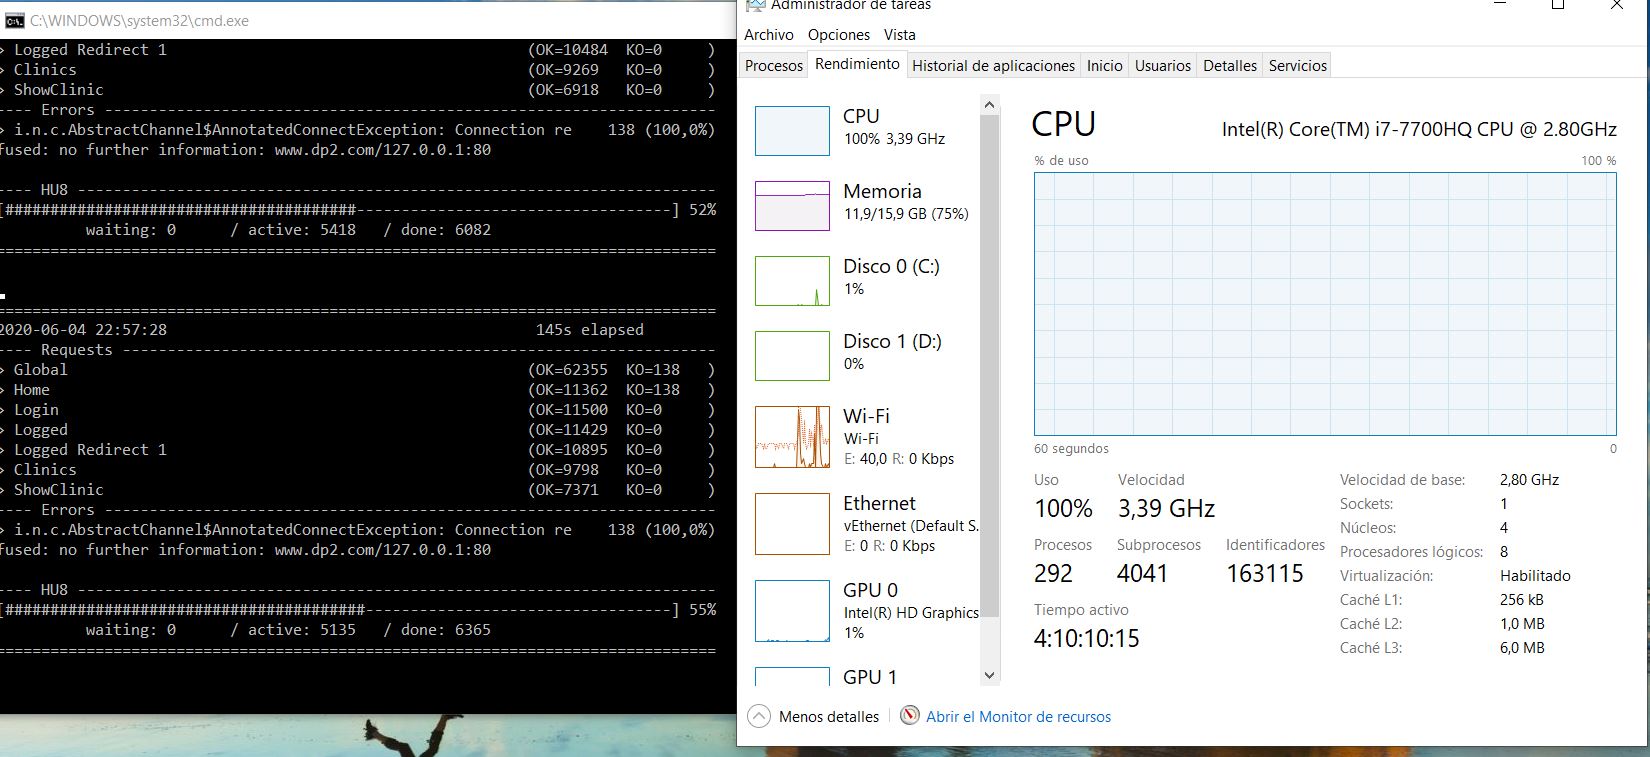 C:\WINDOWS\system32\cmd.exe
> Logged Redirect 1 (OK=10484 KO=0 )
> Clinics (OK=9269 KO=0 )
> ShowClinic (OK=6918 KO=0 )
---- Errors --------------------------------------------------------------------
> i.n.c.AbstractChannel$AnnotatedConnectException: Connection re 138 (100,0%)
fused: no further information: www.dp2.com/127.0.0.1:80
---- HU8 -----------------------------------------------------------------------
[#######################################-----------------------------------] 52%
waiting: 0 / active: 5418 / done: 6082
================================================================================
================================================================================
2020-06-04 22:57:28 145s elapsed
---- Requests ------------------------------------------------------------------
> Global (OK=62355 KO=138 )
> Home (OK=11362 KO=138 )
> Login (OK=11500 KO=0 )
> Logged (OK=11429 KO=0 )
> Logged Redirect 1 (OK=10895 KO=0 )
> Clinics (OK=9798 KO=0 )
> ShowClinic (OK=7371 KO=0 )
---- Errors --------------------------------------------------------------------
> i.n.c.AbstractChannel$AnnotatedConnectException: Connection re 138 (100,0%)
fused: no further information: www.dp2.com/127.0.0.1:80
---- HU8 -----------------------------------------------------------------------
[########################################----------------------------------] 55%
waiting: 0 / active: 5135 / done: 6365
================================================================================
Administrador de tareas
Archivo Opciones Vista
Procesos Rendimiento Historial de aplicaciones Inicio Usuarios Detalles Servicios
CPU
100% 3,39 GHz
Memoria
11,9/15,9 GB (75%)
Disco 0 (C:)
1%
Disco 1 (D:)
0%
Wi-Fi
Wi-Fi
E: 40,0 R: 0 Kbps
Ethernet
vEthernet (Default S.
E: 0 R: 0 Kbps
GPU 0
Intel(R) HD Graphics
1%
GPU 1
CPU Intel(R) Core(TM) i7-7700HQ CPU @ 2.80GHz
% de uso 100 %
60 segundos 0
Uso Velocidad
100% 3,39 GHz
Procesos Subprocesos Identificadores
292 4041 163115
Tiempo activo
4:10:10:15
Velocidad de base: 2,80 GHz
Sockets: 1
Núcleos: 4
Procesadores lógicos: 8
Virtualización: Habilitado
Caché L1: 256 kB
Caché L2: 1,0 MB
Caché L3: 6,0 MB
Menos detalles Abrir el Monitor de recursos